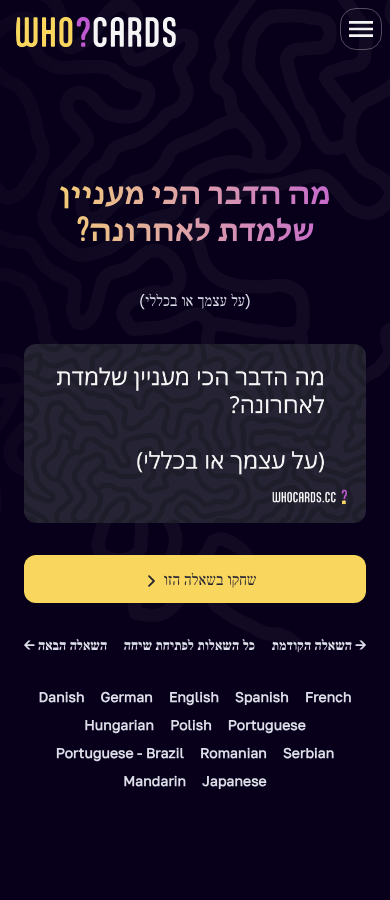 WHO?CARDS
מה הדבר הכי מעניין
שלמדת לאחרונה?
(על עצמך או בכללי)
מה הדבר הכי מעניין שלמדת
לאחרונה?
(על עצמך או בכללי)
WHOCARDS.CC ?
שחקו בשאלה הזו
→ השאלה הקודמת כל השאלות לפתיחת שיחה השאלה הבאה ←
Danish German English Spanish French
Hungarian Polish Portuguese
Portuguese - Brazil Romanian Serbian
Mandarin Japanese